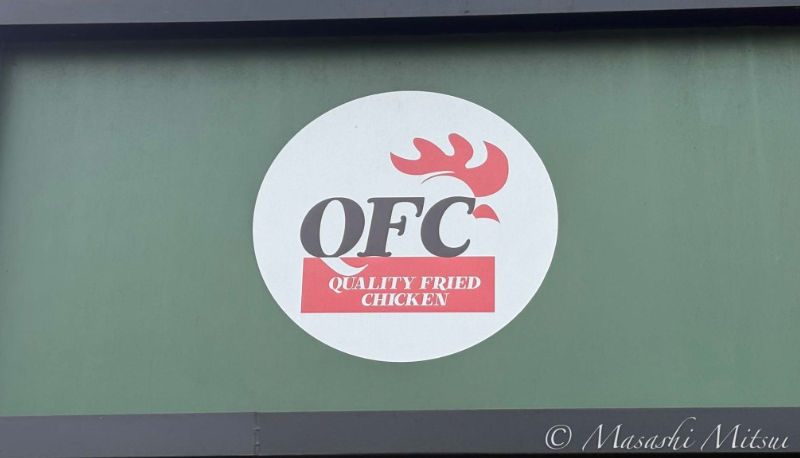 QFC
QUALITY FRIED
CHICKEN
© Masashi Mitsui